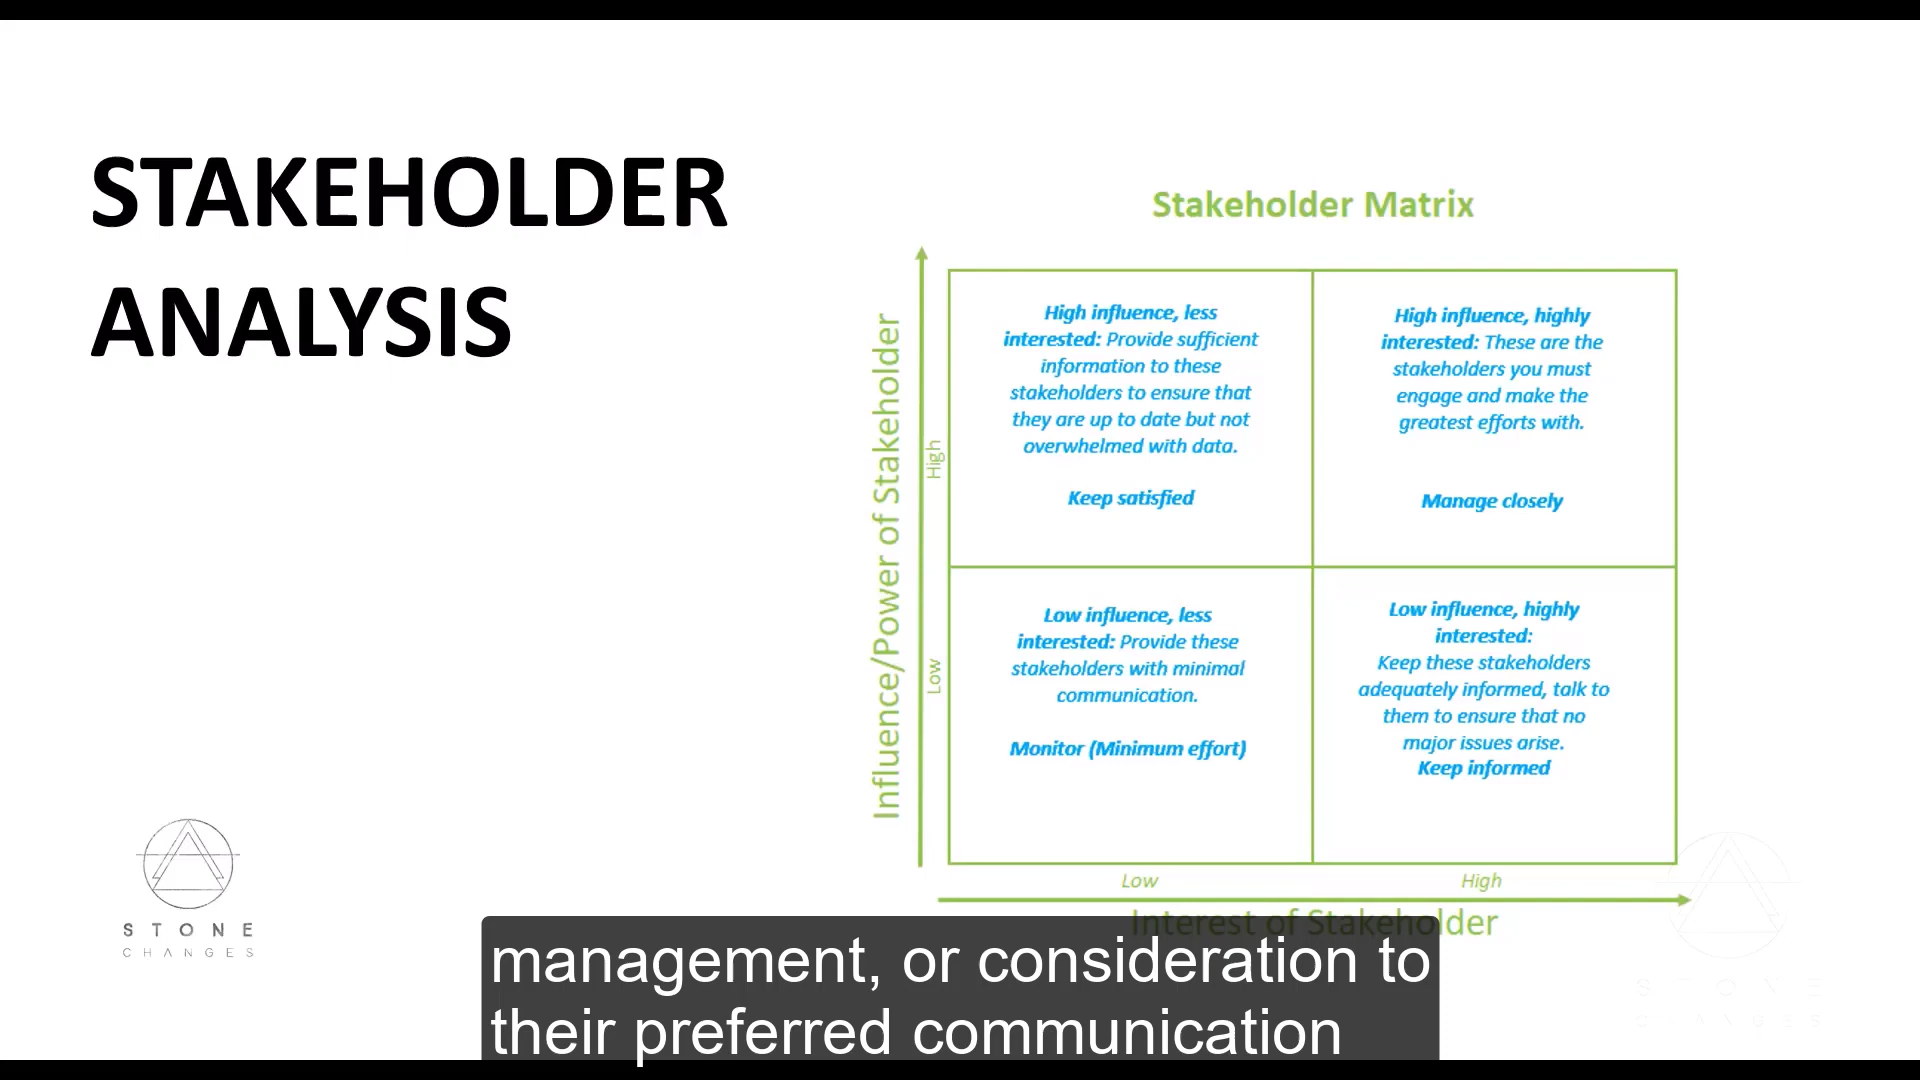 STAKEHOLDER
ANALYSIS
Stakeholder Matrix
Influence/Power of Stakeholder
High
Low
High influence, less
interested: Provide sufficient
information to these
stakeholders to ensure that
they are up to date but not
overwhelmed with data.
Keep satisfied
High influence, highly
interested: These are the
stakeholders you must
engage and make the
greatest efforts with.
Manage closely
Low influence, less
interested: Provide these
stakeholders with minimal
communication.
Monitor (Minimum effort)
Low influence, highly
interested:
Keep these stakeholders
adequately informed, talk to
them to ensure that no
major issues arise.
Keep informed
Low
High
Interest of Stakeholder
STONE
CHANGES
management, or consideration to
their preferred communication
STONE
CHANGES